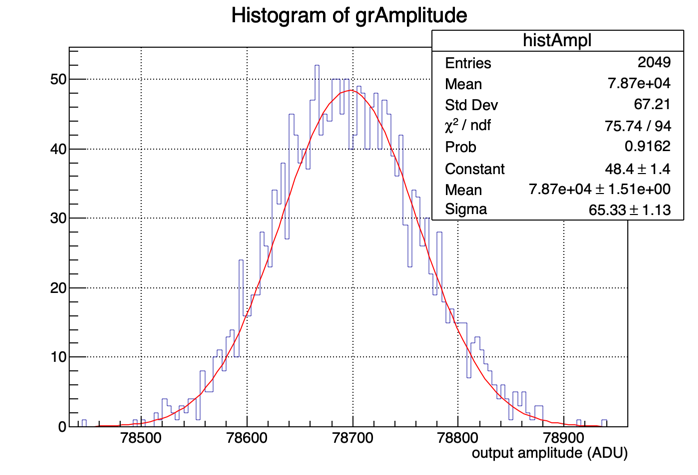 Histogram of grAmplitude
histAmpl
Entries 2049
Mean 7.87e+04
Std Dev 67.21
χ² / ndf 75.74 / 94
Prob 0.9162
Constant 48.4 ± 1.4
Mean 7.87e+04 ± 1.51e+00
Sigma 65.33 ± 1.13
50
40
30
20
10
0
78500 78600 78700 78800 78900
output amplitude (ADU)